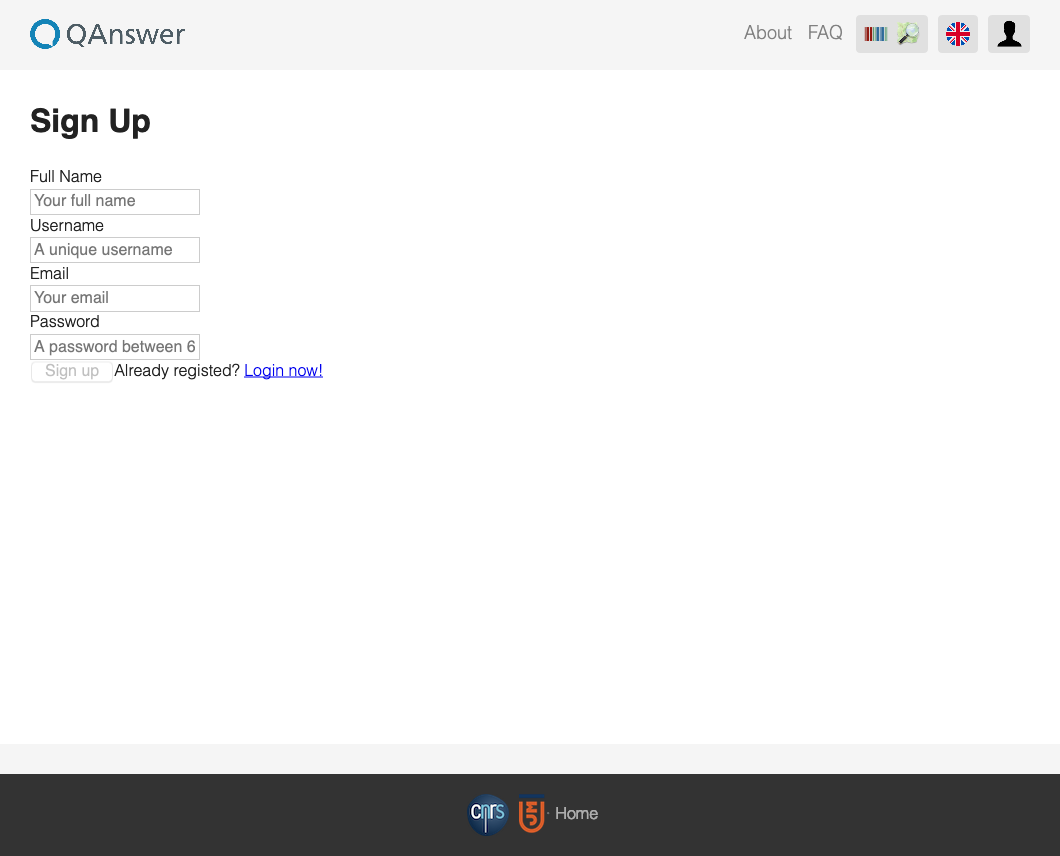 QAnswer
About FAQ
Sign Up
Full Name
Your full name
Username
A unique username
Email
Your email
Password
A password between 6
Sign up Already registed? Login now!
cnrs UJM · Home